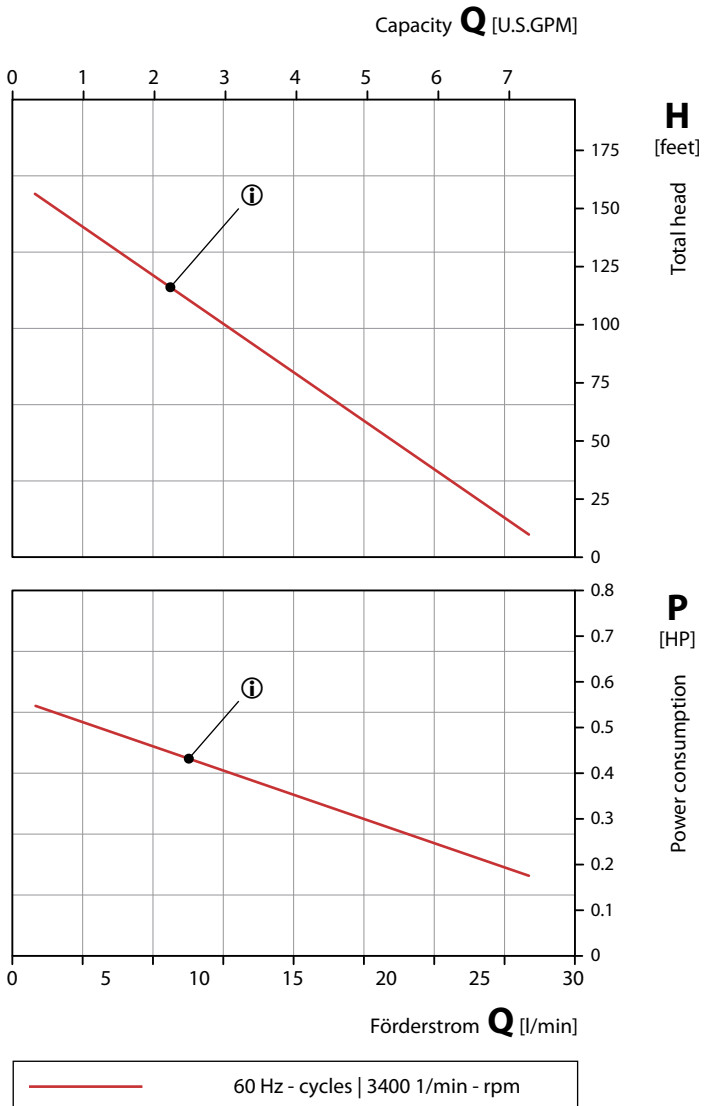 Capacity Q [U.S.GPM]
0 1 2 3 4 5 6 7
H
[feet]
Total head
175
150
125
100
75
50
25
0
i
P
[HP]
Power consumption
0.8
0.7
0.6
0.5
0.4
0.3
0.2
0.1
0
i
0 5 10 15 20 25 30
Förderstrom Q [l/min]
60 Hz - cycles | 3400 1/min - rpm